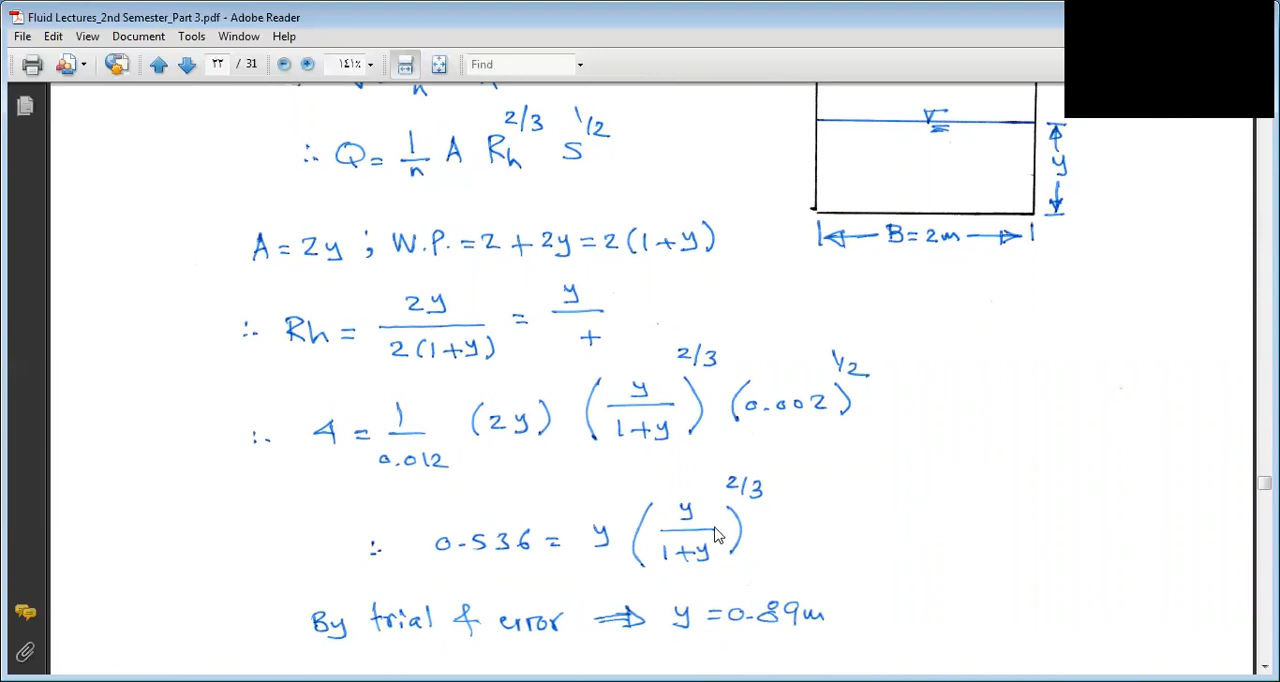 Fluid Lectures_2nd Semester_Part 3.pdf - Adobe Reader
File Edit View Document Tools Window Help
٢٢ / 31 ١٤١٪ Find
n
∴ Q = 1/n A Rh^2/3 S^1/2
y
A = 2y ; W.P. = 2 + 2y = 2(1+y)
B = 2m
∴ Rh = 2y / 2(1+y) = y / +
∴ 4 = 1/0.012 (2y) (y/1+y)^2/3 (0.002)^1/2
∴ 0.536 = y (y/1+y)^2/3
By trial & error ⇒ y = 0.89m